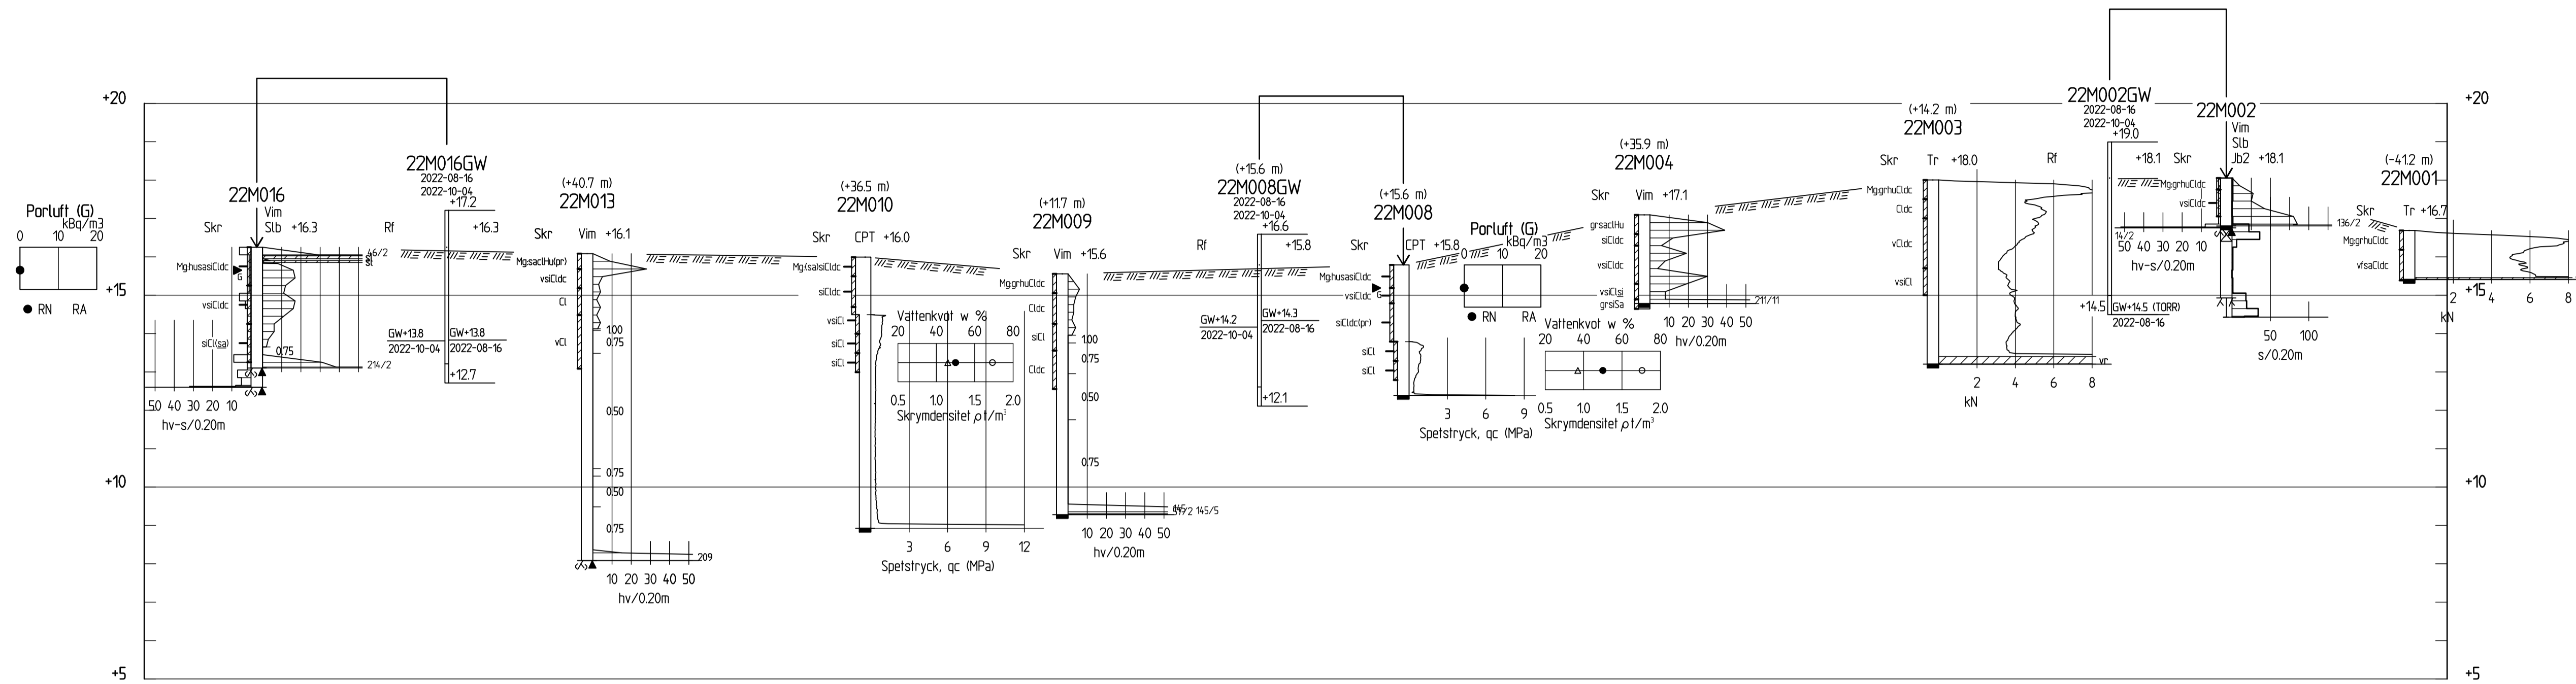 +20
+15
+10
+5
Porluft (G)
kBq/m3
0 10 20
RN RA
22M016
Vim
Skr Slb +16.3
46/2
St
Mg:husasiCldc
G
vsiCldc
siCl(sa)
0.75
214/2
50 40 30 20 10
hv-s/0.20m
22M016GW
2022-08-16
2022-10-04
+17.2
Rf +16.3
GW+13.8
2022-10-04
GW+13.8
2022-08-16
+12.7
(+40.7 m)
22M013
Skr Vim +16.1
Mg:saclHu(pr)
vsiCldc
Cl
vCl
1.00
0.75
0.50
0.75
0.50
0.75
209
10 20 30 40 50
hv/0.20m
(+36.5 m)
22M010
Skr CPT +16.0
Mg:(sa)siCldc
siCldc
vsiCl
siCl
siCl
Vattenkvot w %
20 40 60 80
0.5 1.0 1.5 2.0
Skrymdensitet ρ t/m³
3 6 9 12
Spetstryck, qc (MPa)
(+11.7 m)
22M009
Skr Vim +15.6
Mg:grhuCldc
Cldc
siCl
Cldc
1.00
0.75
0.50
0.75
145/5
10 20 30 40 50
hv/0.20m
(+15.6 m)
22M008GW
2022-08-16
2022-10-04
+16.6
Rf +15.8
GW+14.2
2022-10-04
GW+14.3
2022-08-16
+12.1
(+15.6 m)
22M008
Skr CPT +15.8
Mg:husasiCldc
vsiCldc G
siCldc(pr)
siCl
siCl
3 6 9
Spetstryck, qc (MPa)
Porluft (G)
kBq/m3
0 10 20
RN RA
Vattenkvot w %
20 40 60 80
0.5 1.0 1.5 2.0
Skrymdensitet ρ t/m³
(+35.9 m)
22M004
Skr Vim +17.1
grsaclHu
siCldc
vsiCldc
vsiClsi
grsiSa
211/11
10 20 30 40 50
hv/0.20m
(+14.2 m)
22M003
Skr Tr +18.0
Mg:grhuCldc
Cldc
vCldc
vsiCl
vr
2 4 6 8
kN
22M002GW
2022-08-16
2022-10-04
+19.0
Rf +18.1
+14.5
GW+14.5 (TORR)
2022-08-16
22M002
Vim
Slb
Skr Jb2 +18.1
Mg:grhuCldc
vsiCldc
136/2
14/2
50 40 30 20 10
hv-s/0.20m
50 100
s/0.20m
(-41.2 m)
22M001
Skr Tr +16.7
Mg:grhuCldc
vfsaCldc
2 4 6 8
kN
+20
+15
+10
+5